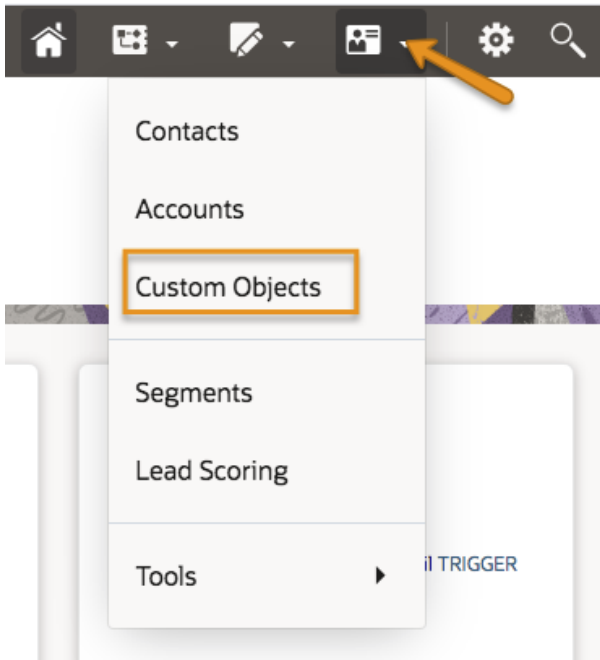 Contacts
Accounts
Custom Objects
Segments
Lead Scoring
Tools
TRIGGER